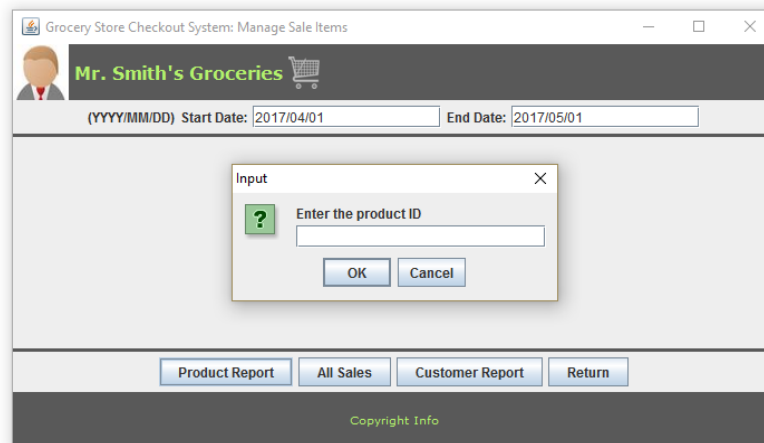 Grocery Store Checkout System: Manage Sale Items
Mr. Smith's Groceries
(YYYY/MM/DD) Start Date: 2017/04/01 End Date: 2017/05/01
Input
?
Enter the product ID
OK Cancel
Product Report All Sales Customer Report Return
Copyright Info